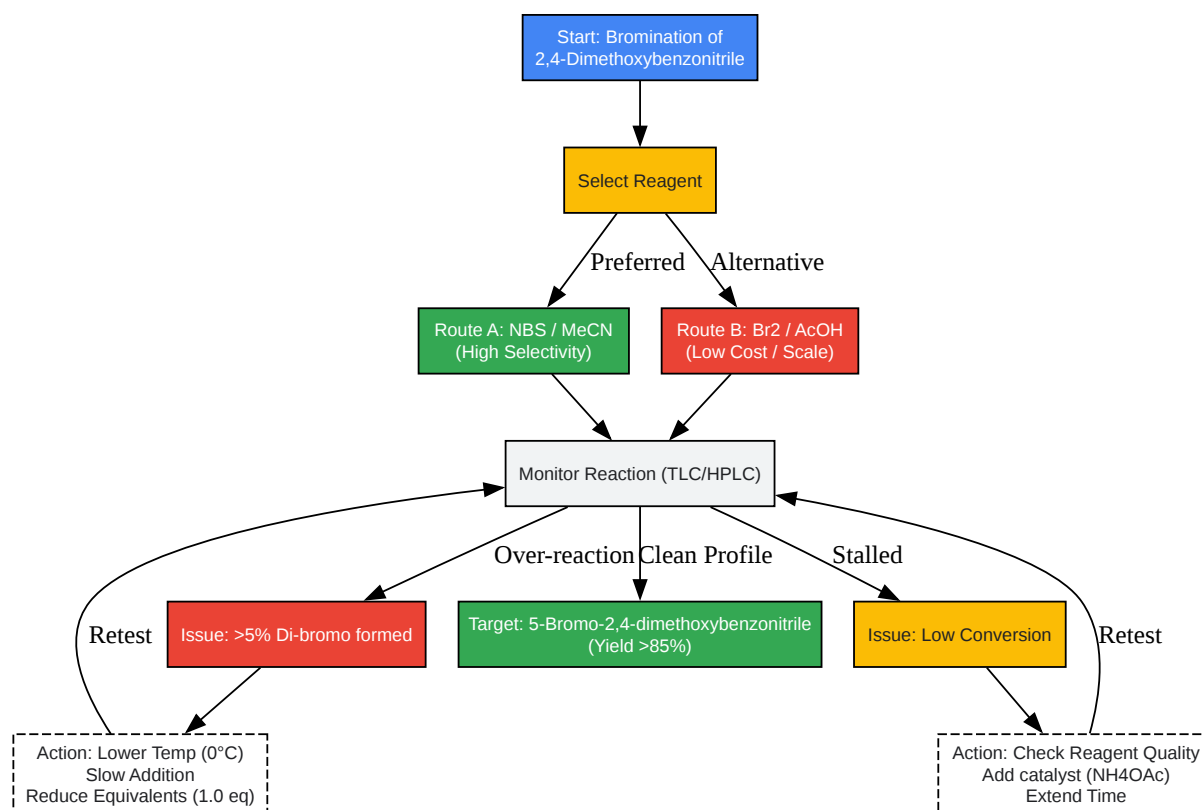 Start: Bromination of
2,4-Dimethoxybenzonitrile
Select Reagent
Preferred
Alternative
Route A: NBS / MeCN
(High Selectivity)
Route B: Br2 / AcOH
(Low Cost / Scale)
Monitor Reaction (TLC/HPLC)
Over-reaction
Clean Profile
Stalled
Retest
Issue: >5% Di-bromo formed
Target: 5-Bromo-2,4-dimethoxybenzonitrile
(Yield >85%)
Issue: Low Conversion
Retest
Action: Lower Temp (0°C)
Slow Addition
Reduce Equivalents (1.0 eq)
Action: Check Reagent Quality
Add catalyst (NH4OAc)
Extend Time